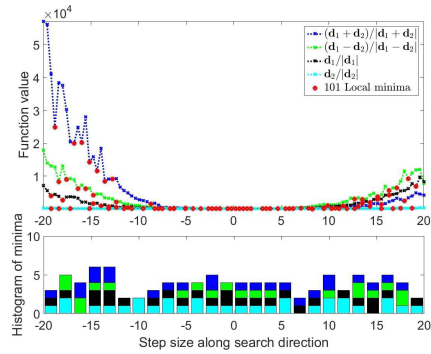 ×10⁴
5
4
3
2
1
Function value
(d₁ + d₂)/|d₁ + d₂|
(d₁ − d₂)/|d₁ − d₂|
d₁/|d₁|
d₂/|d₂|
101 Local minima
-20 -15 -10 -5 0 5 10 15 20
Histogram of minima
10
5
0
-20 -15 -10 -5 0 5 10 15 20
Step size along search direction